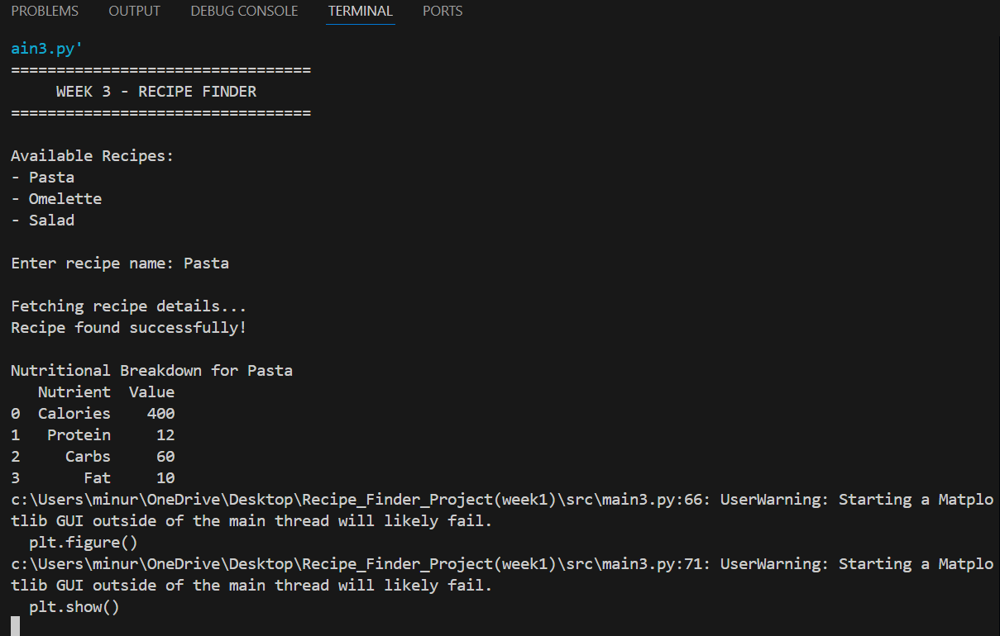 PROBLEMS OUTPUT DEBUG CONSOLE TERMINAL PORTS
ain3.py'
=================================
     WEEK 3 - RECIPE FINDER
=================================
Available Recipes:
- Pasta
- Omelette
- Salad
Enter recipe name: Pasta
Fetching recipe details...
Recipe found successfully!
Nutritional Breakdown for Pasta
   Nutrient  Value
0  Calories    400
1   Protein     12
2     Carbs     60
3       Fat     10
c:\Users\minur\OneDrive\Desktop\Recipe_Finder_Project(week1)\src\main3.py:66: UserWarning: Starting a Matplo
tlib GUI outside of the main thread will likely fail.
  plt.figure()
c:\Users\minur\OneDrive\Desktop\Recipe_Finder_Project(week1)\src\main3.py:71: UserWarning: Starting a Matplo
tlib GUI outside of the main thread will likely fail.
  plt.show()